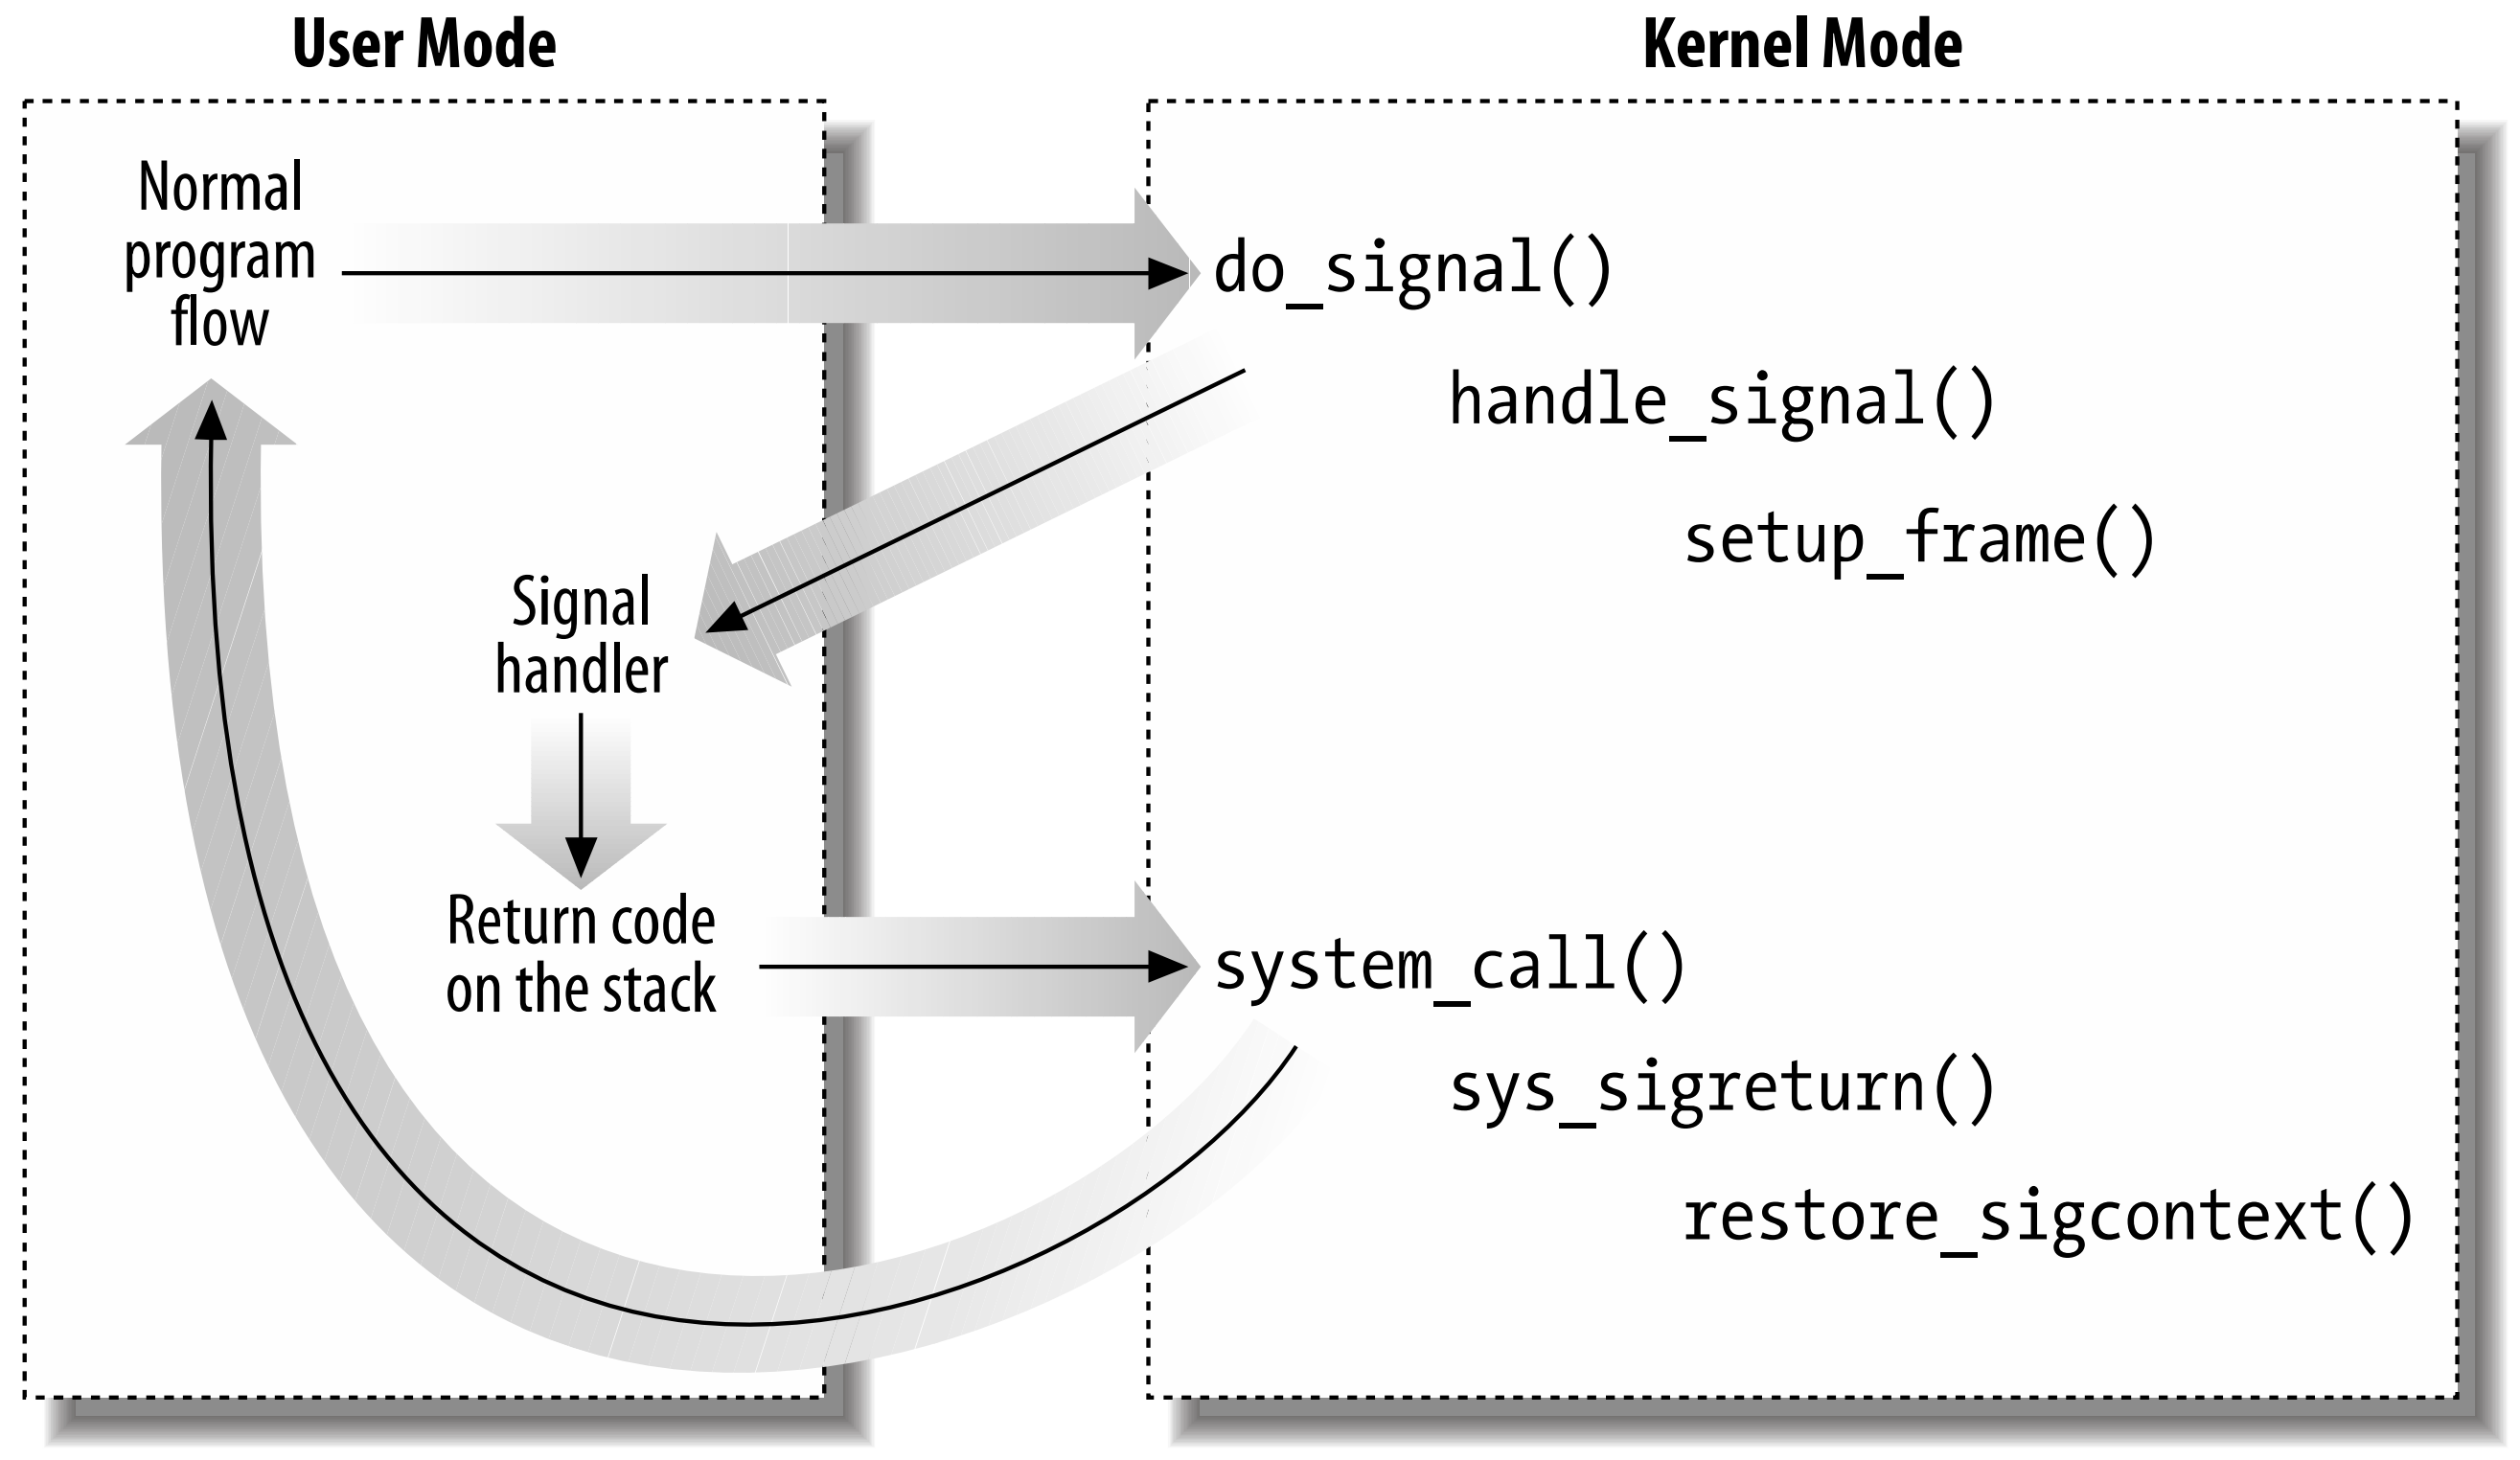 User Mode
Kernel Mode
Normal
program
flow
do_signal()
handle_signal()
setup_frame()
Signal
handler
Return code
on the stack
system_call()
sys_sigreturn()
restore_sigcontext()